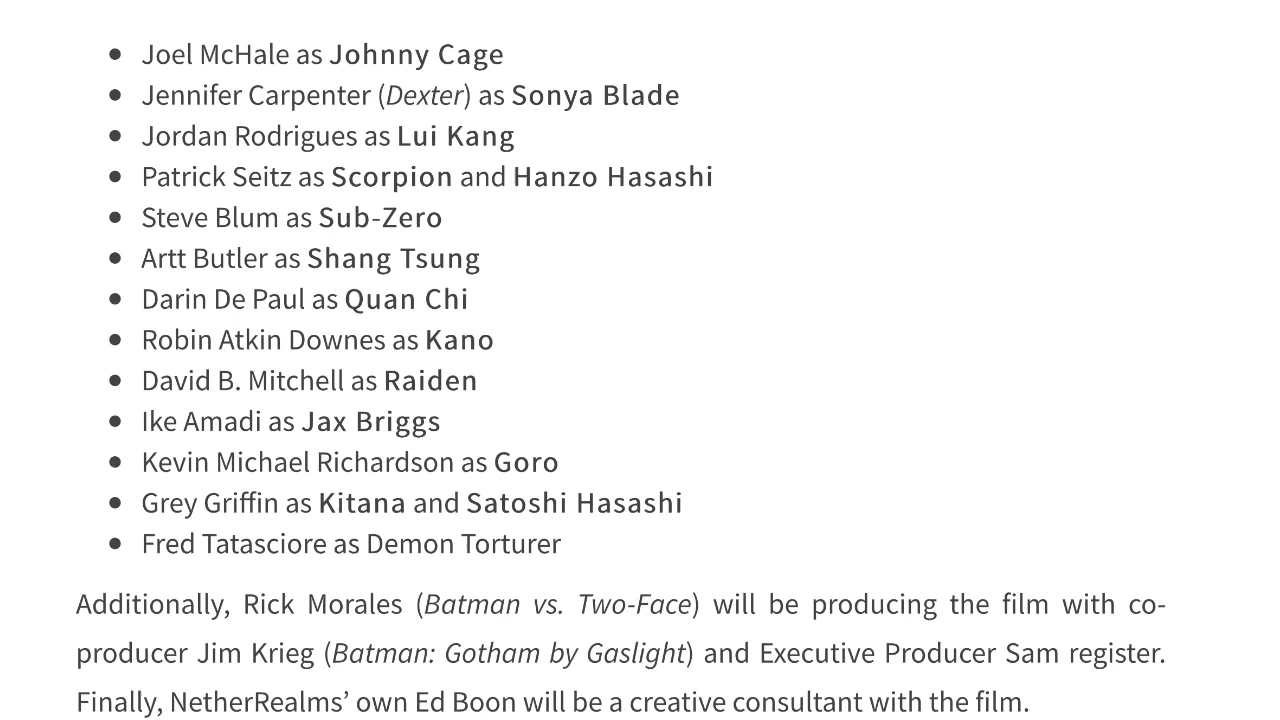 • Joel McHale as Johnny Cage
• Jennifer Carpenter (Dexter) as Sonya Blade
• Jordan Rodrigues as Lui Kang
• Patrick Seitz as Scorpion and Hanzo Hasashi
• Steve Blum as Sub-Zero
• Artt Butler as Shang Tsung
• Darin De Paul as Quan Chi
• Robin Atkin Downes as Kano
• David B. Mitchell as Raiden
• Ike Amadi as Jax Briggs
• Kevin Michael Richardson as Goro
• Grey Griffin as Kitana and Satoshi Hasashi
• Fred Tatasciore as Demon Torturer
Additionally, Rick Morales (Batman vs. Two-Face) will be producing the film with co-
producer Jim Krieg (Batman: Gotham by Gaslight) and Executive Producer Sam register.
Finally, NetherRealms’ own Ed Boon will be a creative consultant with the film.